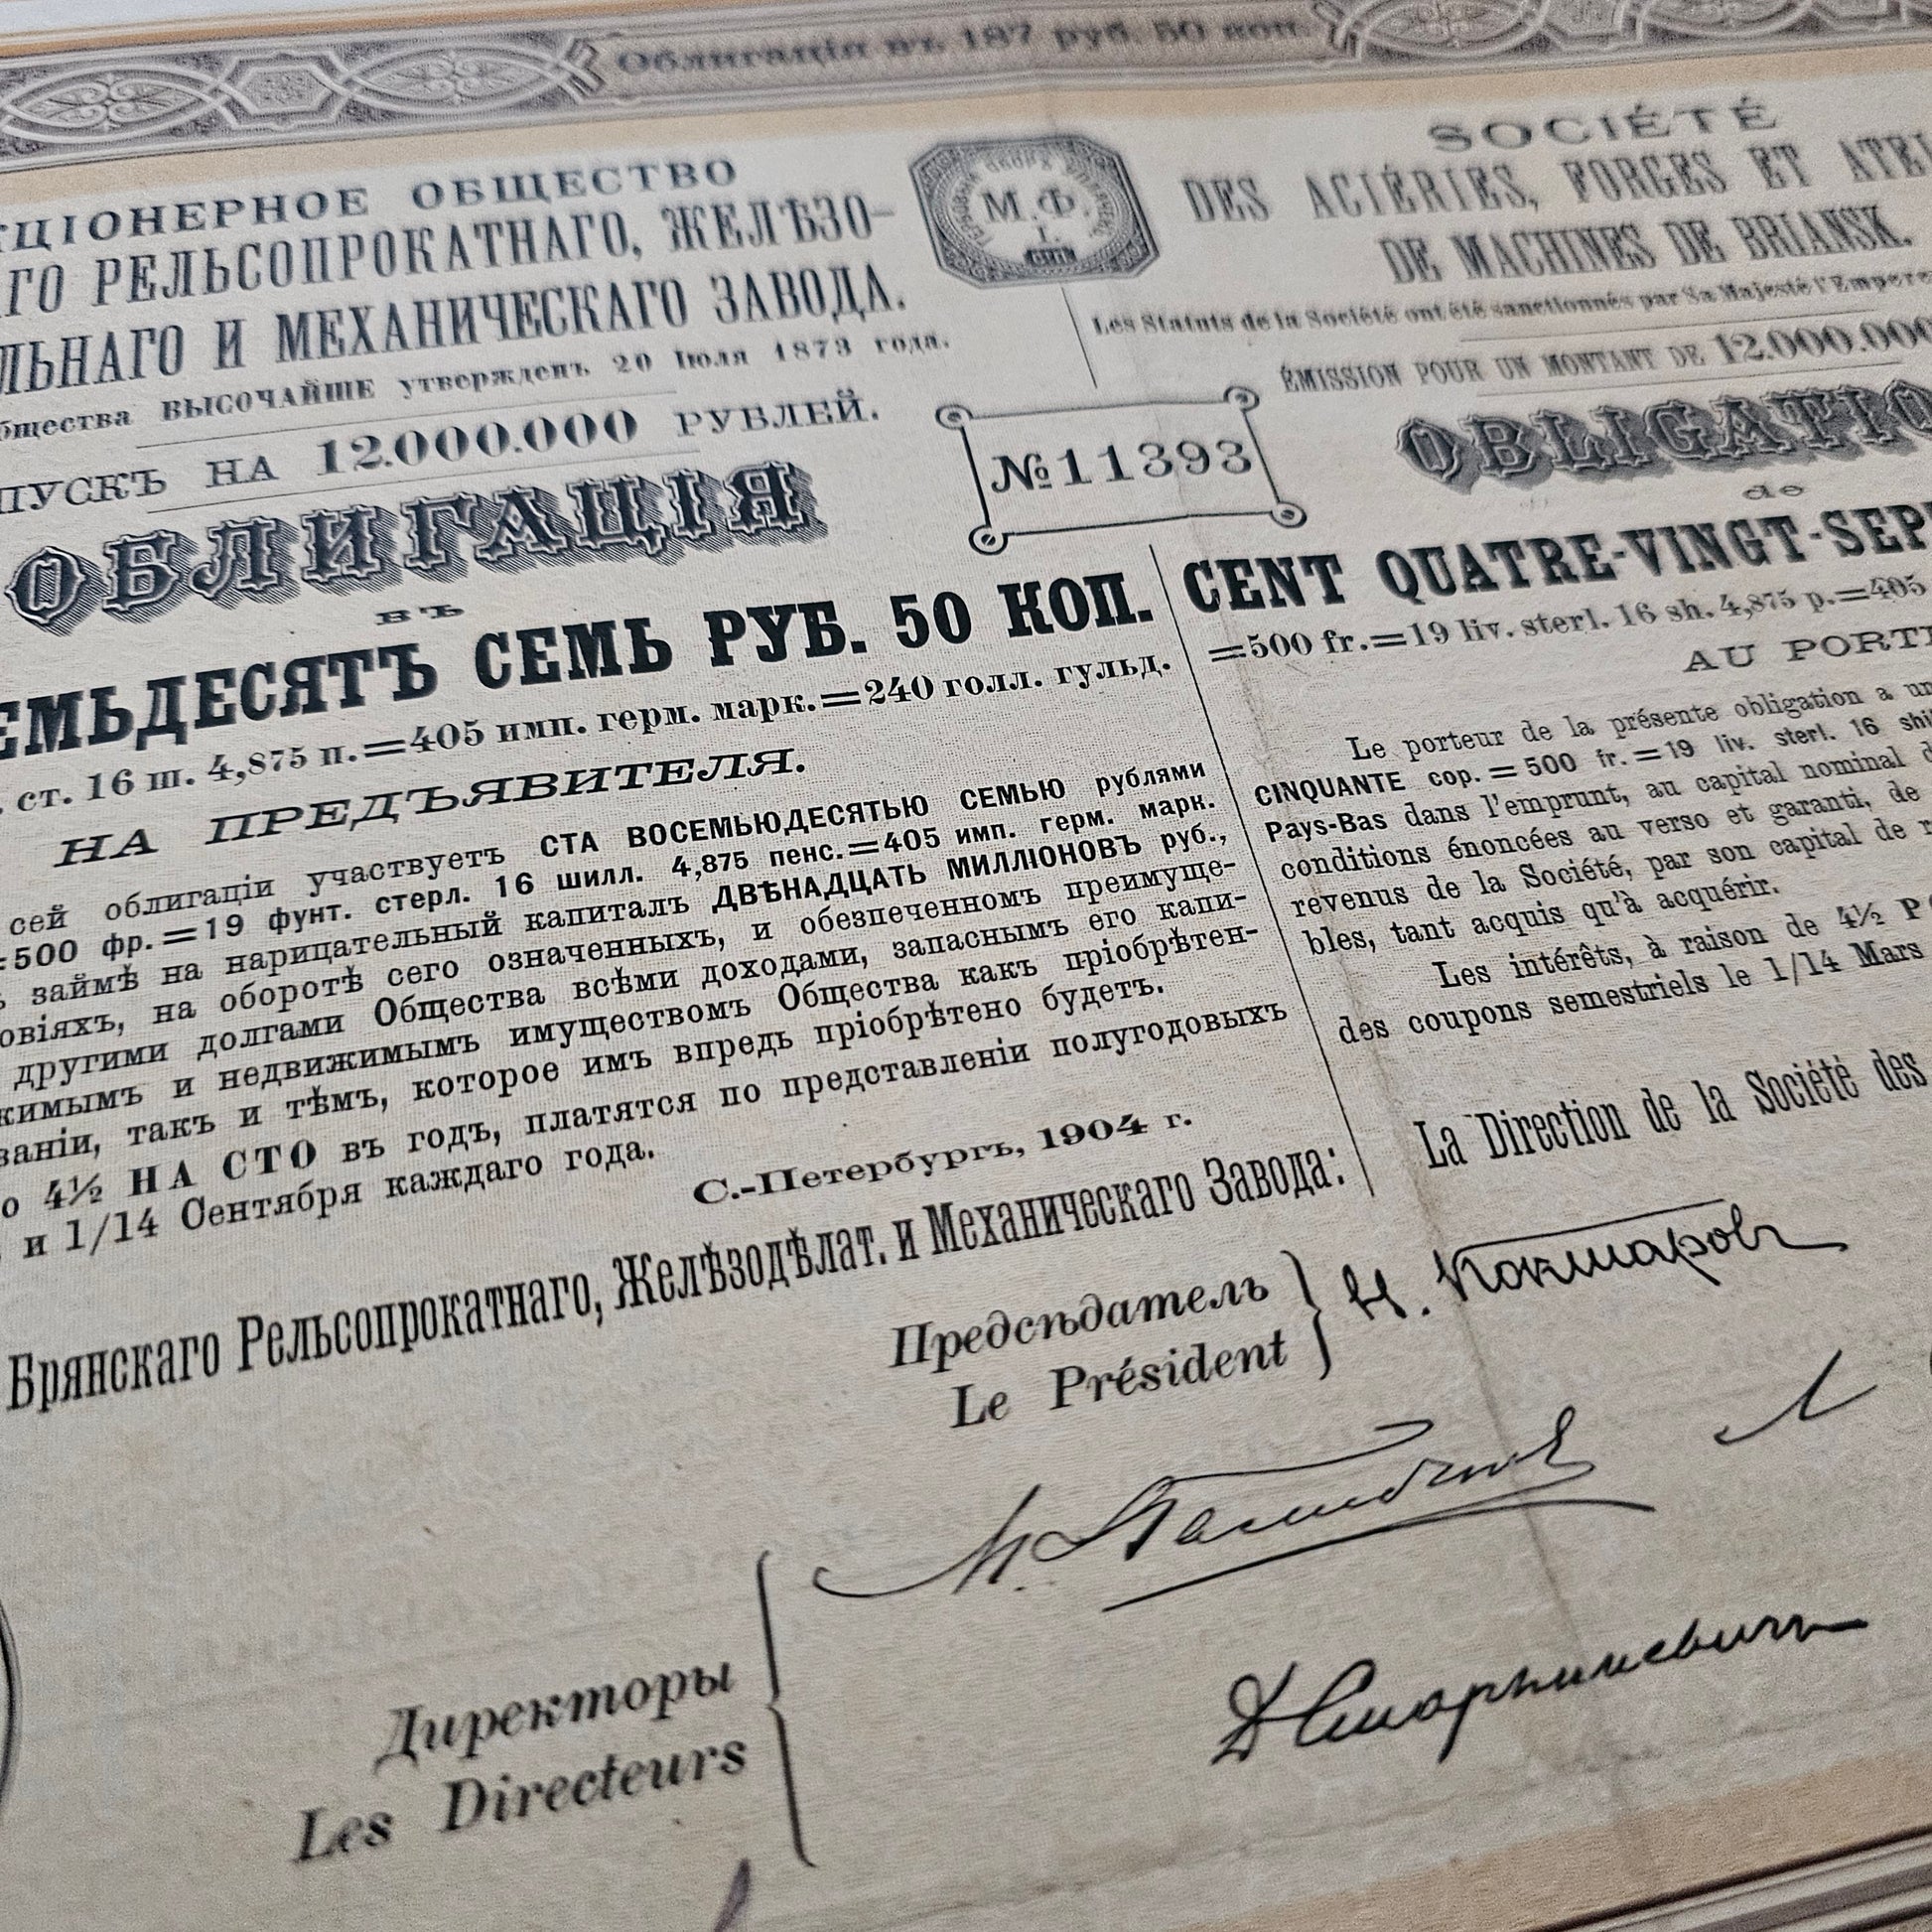 Облигація въ 187 руб. 50 коп.
ЦІОНЕРНОЕ ОБЩЕСТВО
ГО РЕЛЬСОПРОКАТНАГО, ЖЕЛѢЗО-
ЛЬНАГО И МЕХАНИЧЕСКАГО ЗАВОДА.
бщества ВЫСОЧАЙШЕ утвержденъ 20 Іюля 1873 года.
ПУСКЪ НА 12.000.000 РУБЛЕЙ.
ОБЛИГАЦІЯ
въ
ЕМЬДЕСЯТЪ СЕМЬ РУБ. 50 КОП.
ст. 16 ш. 4,875 п.=405 имп. герм. марк.=240 голл. гульд.
НА ПРЕДЪЯВИТЕЛЯ.
сей облигаціи участвуетъ СТА ВОСЕМЬЮДЕСЯТЬЮ СЕМЬЮ рублями
=500 фр.=19 фунт. стерл. 16 шилл. 4,875 пенс.=405 имп. герм. марк.
займѣ на нарицательный капиталъ ДВѢНАДЦАТЬ МИЛЛІОНОВЪ руб.,
овіяхъ, на оборотѣ сего означенныхъ, и обезпеченномъ преимуще-
другими долгами Общества всѣми доходами, запаснымъ его капи-
жимымъ и недвижимымъ имуществомъ Общества какъ пріобрѣтен-
ваніи, такъ и тѣмъ, которое имъ впредь пріобрѣтено будетъ.
о 4½ НА СТО въ годъ, платятся по представленіи полугодовыхъ
и 1/14 Сентября каждаго года.
С.-Петербургъ, 1904 г.
Брянскаго Рельсопрокатнаго, Желѣзодѣлат. и Механическаго Завода:
М.Ф.
№11393
SOCIÉTÉ
DES ACIÉRIES, FORGES ET ATEL
DE MACHINES DE BRIANSK.
Les Statuts de la Société ont été sanctionnés par Sa Majesté l'Empere
ÉMISSION POUR UN MONTANT DE 12.000.000
OBLIGATIO
de
CENT QUATRE-VINGT-SEP
=500 fr.=19 liv. sterl. 16 sh. 4,875 p.=405
AU PORT
Le porteur de la présente obligation a un
CINQUANTE cop.=500 fr.=19 liv. sterl. 16 shi
Pays-Bas dans l'emprunt, au capital nominal d
conditions énoncées au verso et garanti, de
revenus de la Société, par son capital de r
bles, tant acquis qu'à acquérir.
Les intérêts, à raison de 4½ P
des coupons semestriels le 1/14 Mars
La Direction de la Société des
Предсѣдатель
Le Président
Н. Кокшаровъ
Директоры
Les Directeurs